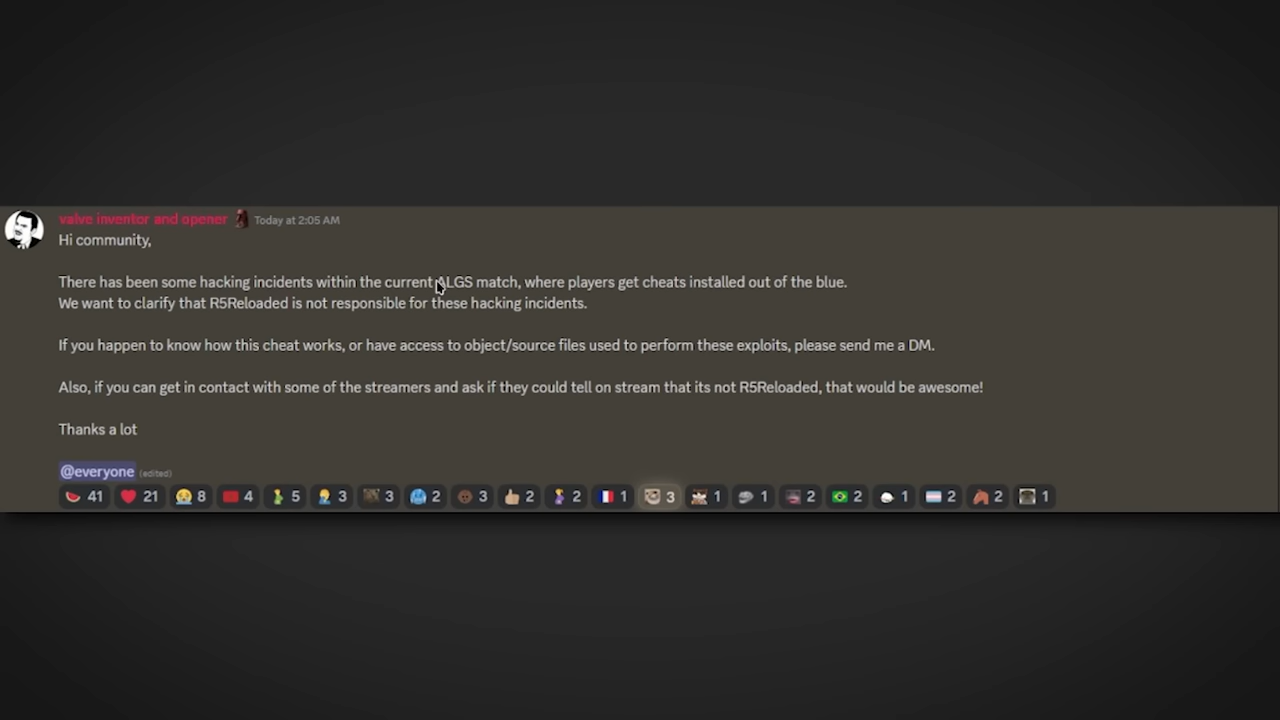 valve inventor and opener Today at 2:05 AM
Hi community,
There has been some hacking incidents within the current ALGS match, where players get cheats installed out of the blue.
We want to clarify that R5Reloaded is not responsible for these hacking incidents.
If you happen to know how this cheat works, or have access to object/source files used to perform these exploits, please send me a DM.
Also, if you can get in contact with some of the streamers and ask if they could tell on stream that its not R5Reloaded, that would be awesome!
Thanks a lot
@everyone (edited)
41 21 8 4 5 3 3 2 3 2 2 1 3 1 1 2 2 1 2 2 1